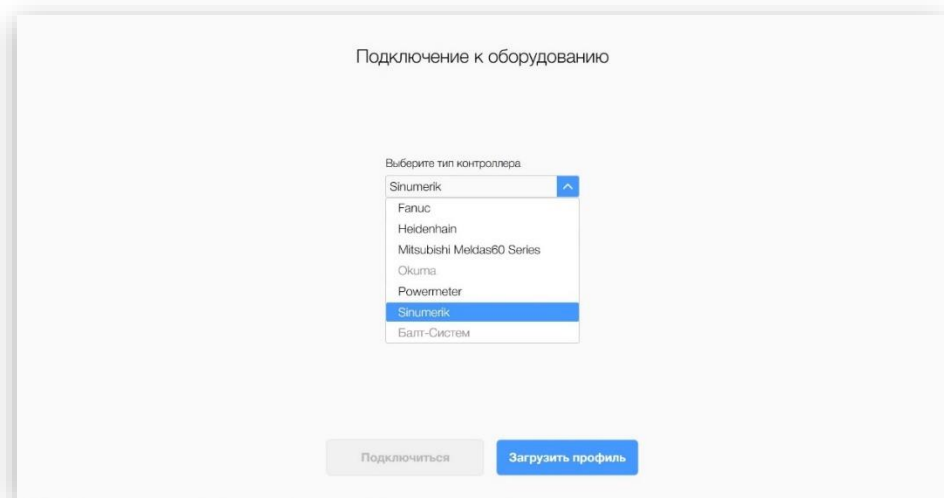 Подключение к оборудованию
Выберите тип контроллера
Sinumerik
Fanuc
Heidenhain
Mitsubishi Meldas60 Series
Okuma
Powermeter
Sinumerik
Балт-Систем
Подключиться
Загрузить профиль